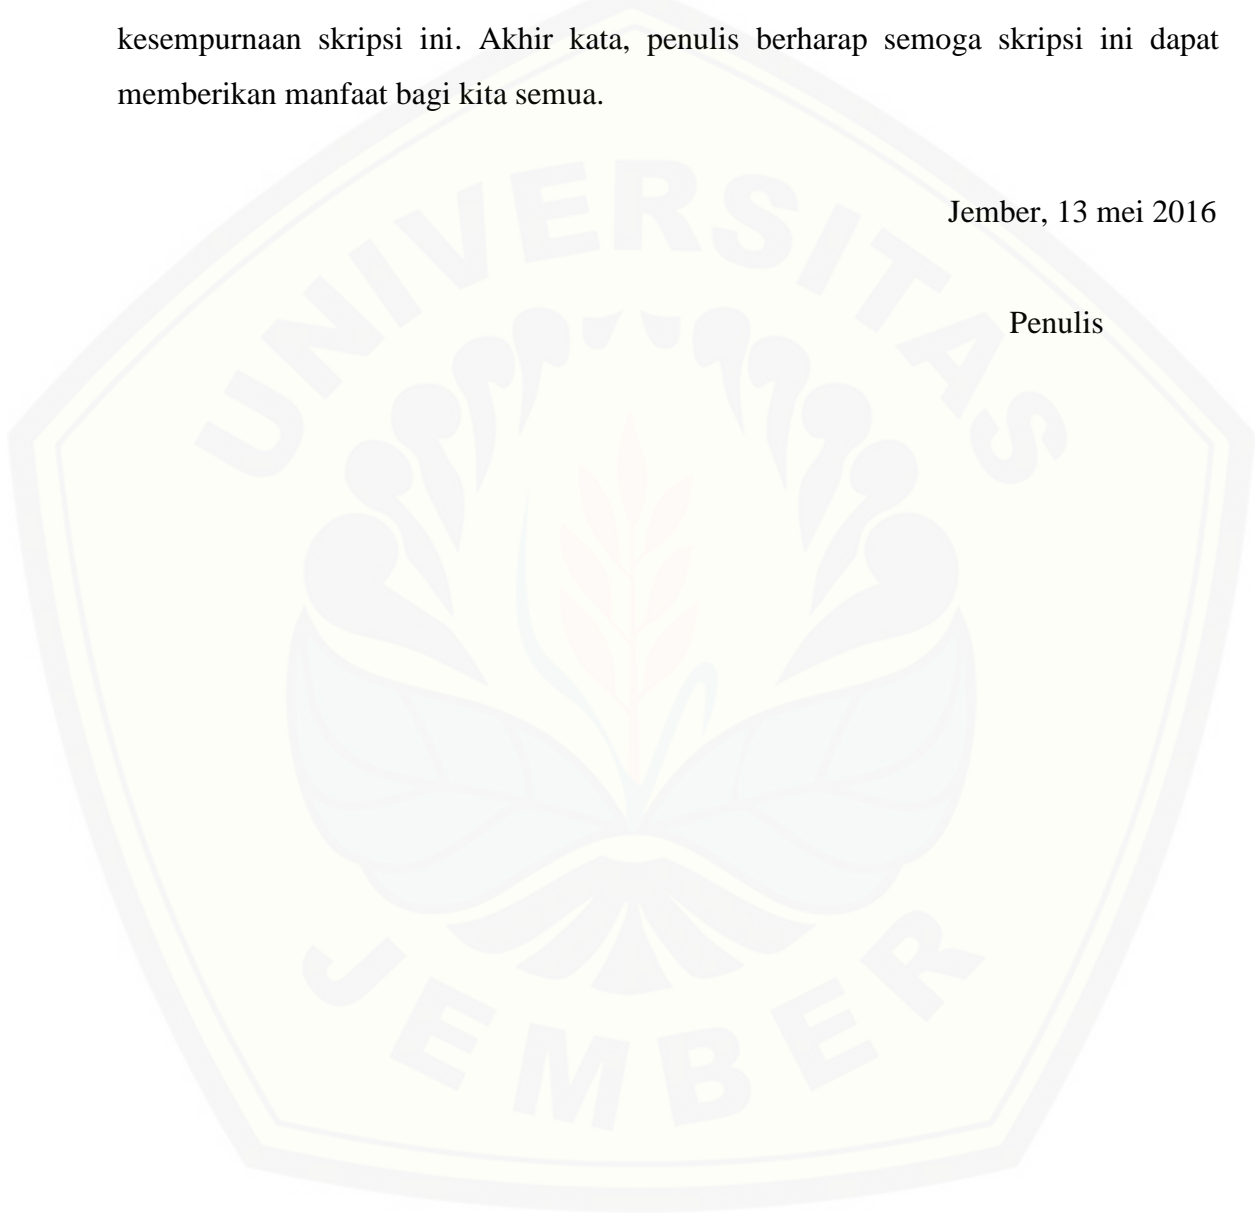 kesempurnaan skripsi ini. Akhir kata, penulis berharap semoga skripsi ini dapat
memberikan manfaat bagi kita semua.
Jember, 13 mei 2016
Penulis
UNIVERSITAS
JEMBER